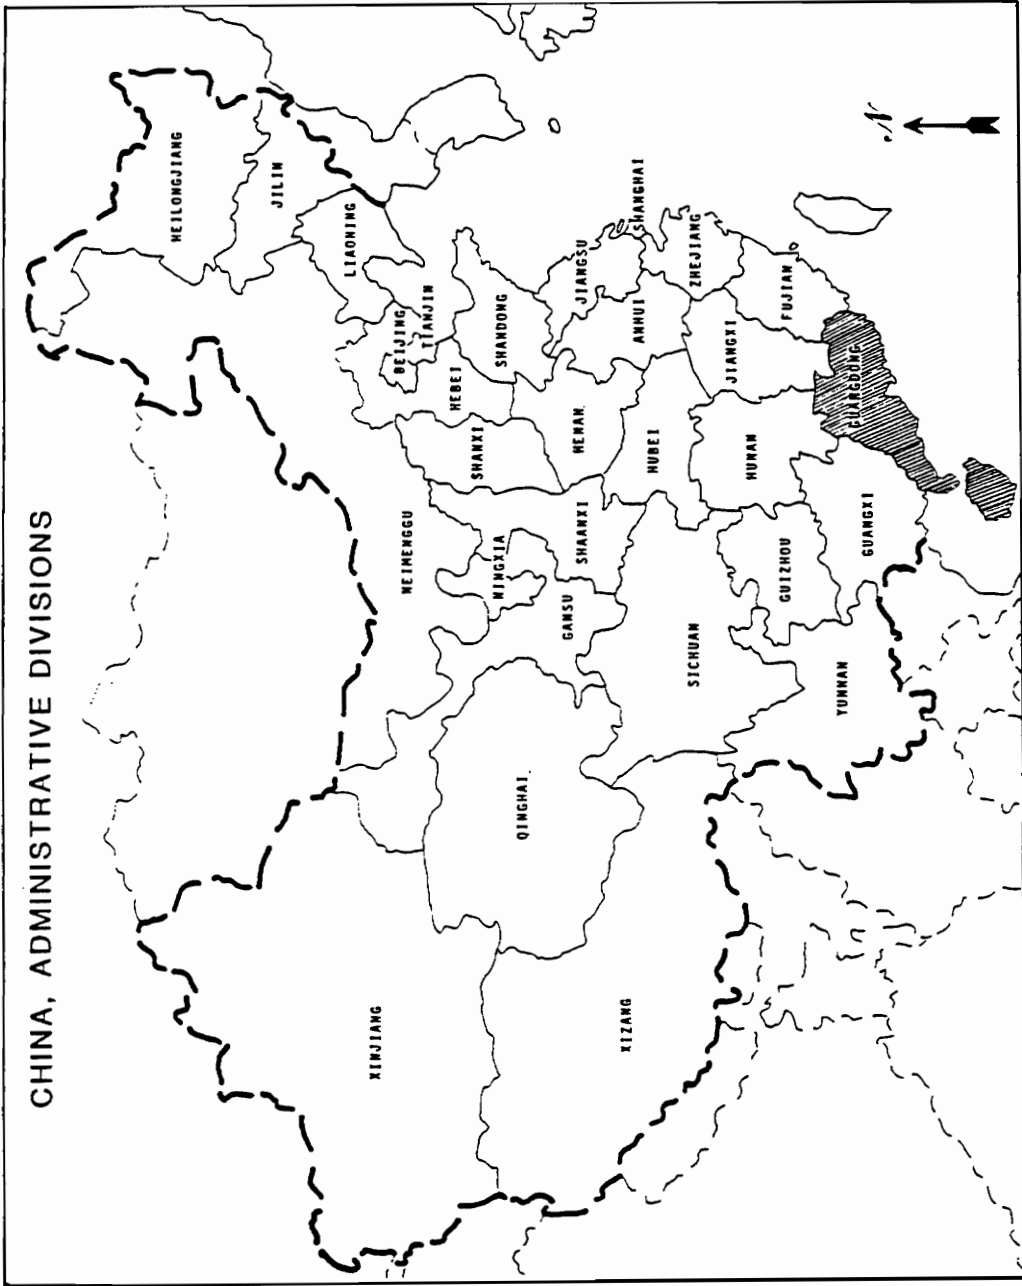 CHINA, ADMINISTRATIVE DIVISIONS
N
HEILONGJIANG
JILIN
LIAONING
NEIMENGGU
XINJIANG
BEIJING
TIANJIN
HEBEI
SHANXI
SHANDONG
NINGXIA
QINGHAI
GANSU
SHAANXI
HENAN
JIANGSU
SHANGHAI
ANHUI
HUBEI
XIZANG
SICHUAN
ZHEJIANG
JIANGXI
HUNAN
GUIZHOU
FUJIAN
YUNNAN
GUANGXI
GUANGDONG